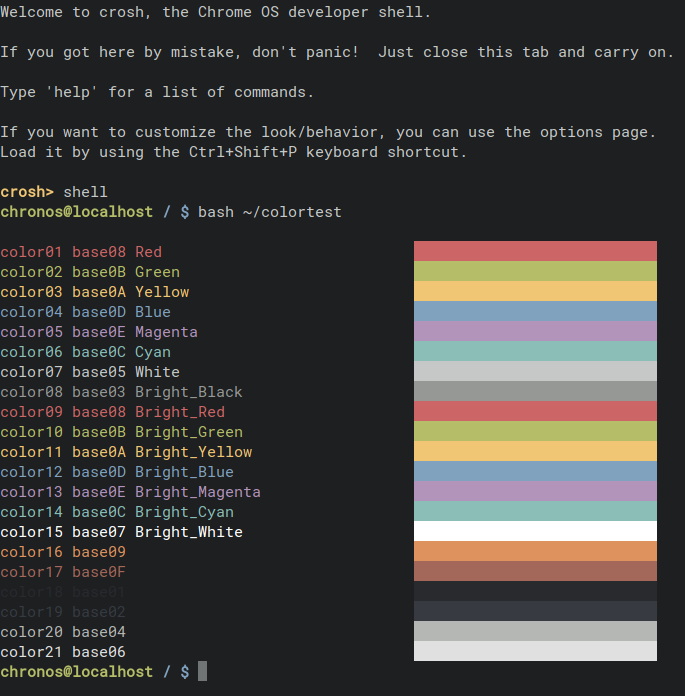 Welcome to crosh, the Chrome OS developer shell.
If you got here by mistake, don't panic!  Just close this tab and carry on.
Type 'help' for a list of commands.
If you want to customize the look/behavior, you can use the options page.
Load it by using the Ctrl+Shift+P keyboard shortcut.
crosh> shell
chronos@localhost / $ bash ~/colortest
color01 base08 Red
color02 base0B Green
color03 base0A Yellow
color04 base0D Blue
color05 base0E Magenta
color06 base0C Cyan
color07 base05 White
color08 base03 Bright_Black
color09 base08 Bright_Red
color10 base0B Bright_Green
color11 base0A Bright_Yellow
color12 base0D Bright_Blue
color13 base0E Bright_Magenta
color14 base0C Bright_Cyan
color15 base07 Bright_White
color16 base09
color17 base0F
color18 base01
color19 base02
color20 base04
color21 base06
chronos@localhost / $